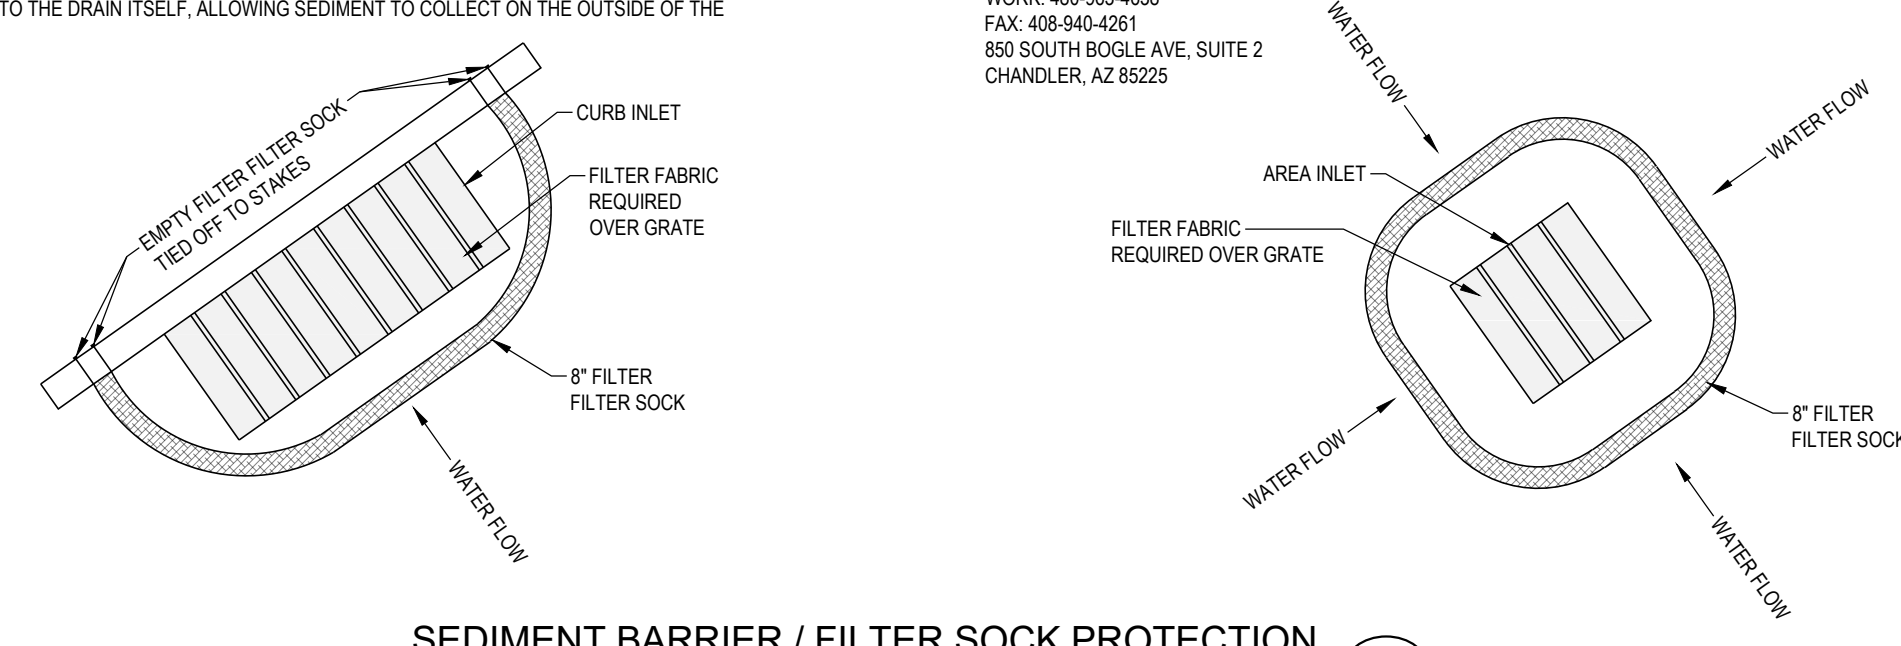 TO THE DRAIN ITSELF, ALLOWING SEDIMENT TO COLLECT ON THE OUTSIDE OF THE
FAX: 408-940-4261
850 SOUTH BOGLE AVE, SUITE 2
CHANDLER, AZ 85225
EMPTY FILTER FILTER SOCK
TIED OFF TO STAKES
CURB INLET
FILTER FABRIC
REQUIRED
OVER GRATE
8" FILTER
FILTER SOCK
WATER FLOW
WATER FLOW
WATER FLOW
AREA INLET
FILTER FABRIC
REQUIRED OVER GRATE
8" FILTER
FILTER SOCK
WATER FLOW
WATER FLOW
SEDIMENT BARRIER / FILTER SOCK PROTECTION